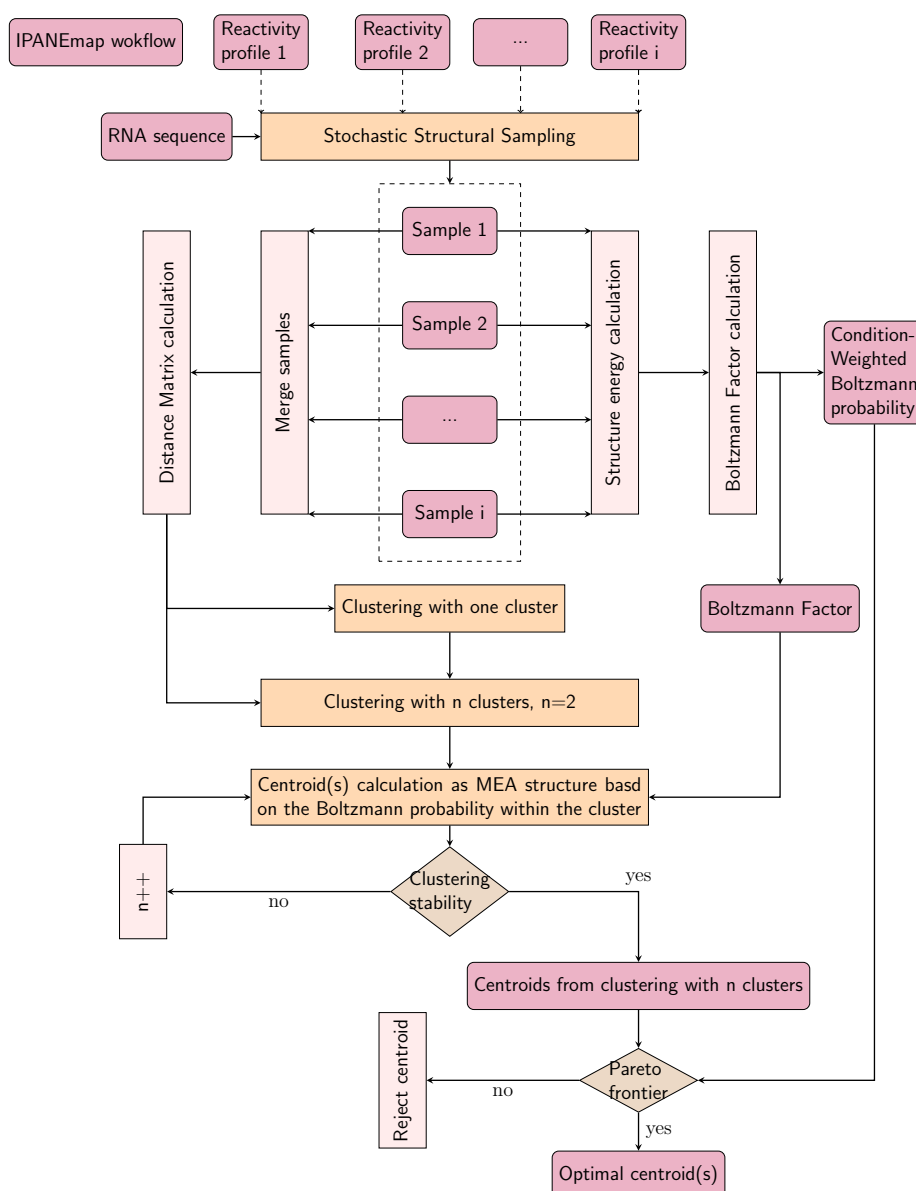 IPANEmap wokflow
Reactivity
profile 1
Reactivity
profile 2
...
Reactivity
profile i
RNA sequence
Stochastic Structural Sampling
Distance Matrix calculation
Merge samples
Sample 1
Sample 2
...
Sample i
Structure energy calculation
Boltzmann Factor calculation
Condition-
Weighted
Boltzmann
probability
Clustering with one cluster
Boltzmann Factor
Clustering with n clusters, n=2
Centroid(s) calculation as MEA structure basd
on the Boltzmann probability within the cluster
n++
no
Clustering
stability
yes
Centroids from clustering with n clusters
Reject centroid
no
Pareto
frontier
yes
Optimal centroid(s)